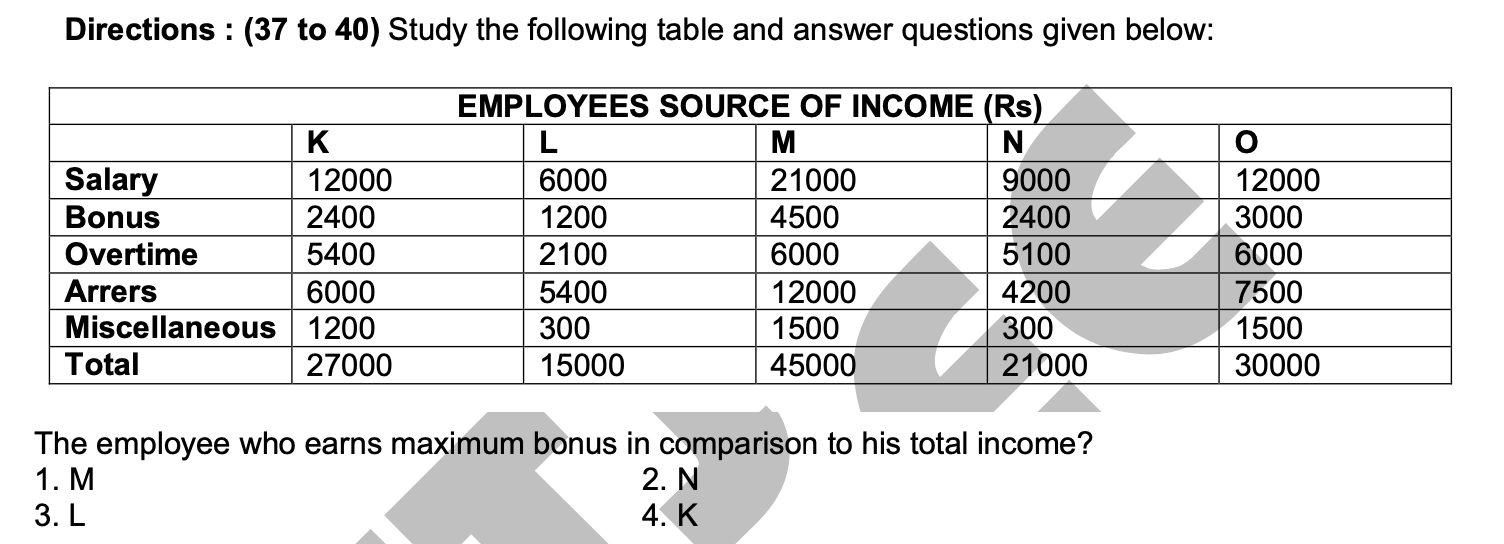 Directions : (37 to 40) Study the following table and answer questions given below:
EMPLOYEES SOURCE OF INCOME (Rs)
K L M N O
Salary 12000 6000 21000 9000 12000
Bonus 2400 1200 4500 2400 3000
Overtime 5400 2100 6000 5100 6000
Arrers 6000 5400 12000 4200 7500
Miscellaneous 1200 300 1500 300 1500
Total 27000 15000 45000 21000 30000
The employee who earns maximum bonus in comparison to his total income?
1. M 2. N
3. L 4. K